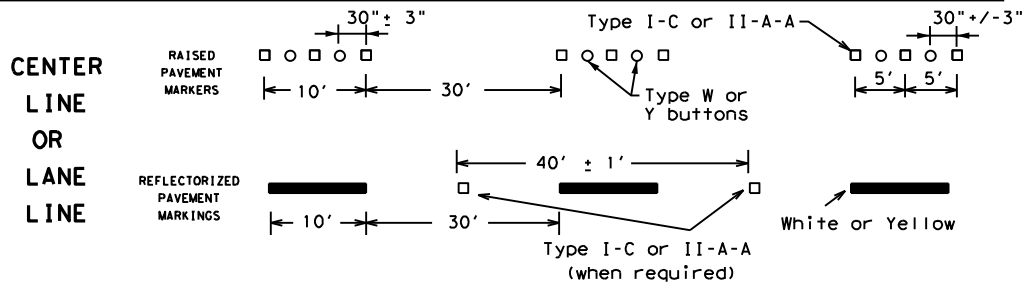 30"± 3"
Type I-C or II-A-A
30"+/-3"
CENTER
LINE
OR
LANE
LINE
RAISED
PAVEMENT
MARKERS
10'
30'
Type W or
Y buttons
5'
5'
40' ± 1'
REFLECTORIZED
PAVEMENT
MARKINGS
10'
30'
Type I-C or II-A-A
(when required)
White or Yellow